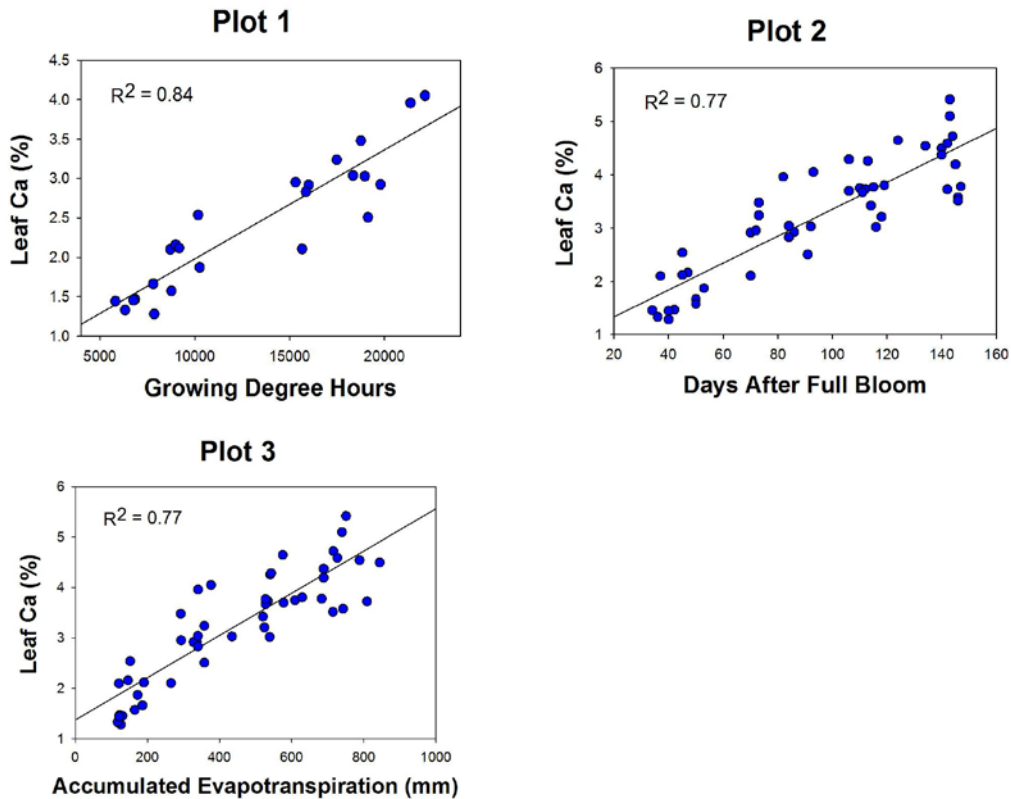 Plot 1
R² = 0.84
Leaf Ca (%)
4.5
4.0
3.5
3.0
2.5
2.0
1.5
1.0
5000 10000 15000 20000
Growing Degree Hours
Plot 2
R² = 0.77
Leaf Ca (%)
6
5
4
3
2
1
20 40 60 80 100 120 140 160
Days After Full Bloom
Plot 3
R² = 0.77
Leaf Ca (%)
6
5
4
3
2
1
0 200 400 600 800 1000
Accumulated Evapotranspiration (mm)